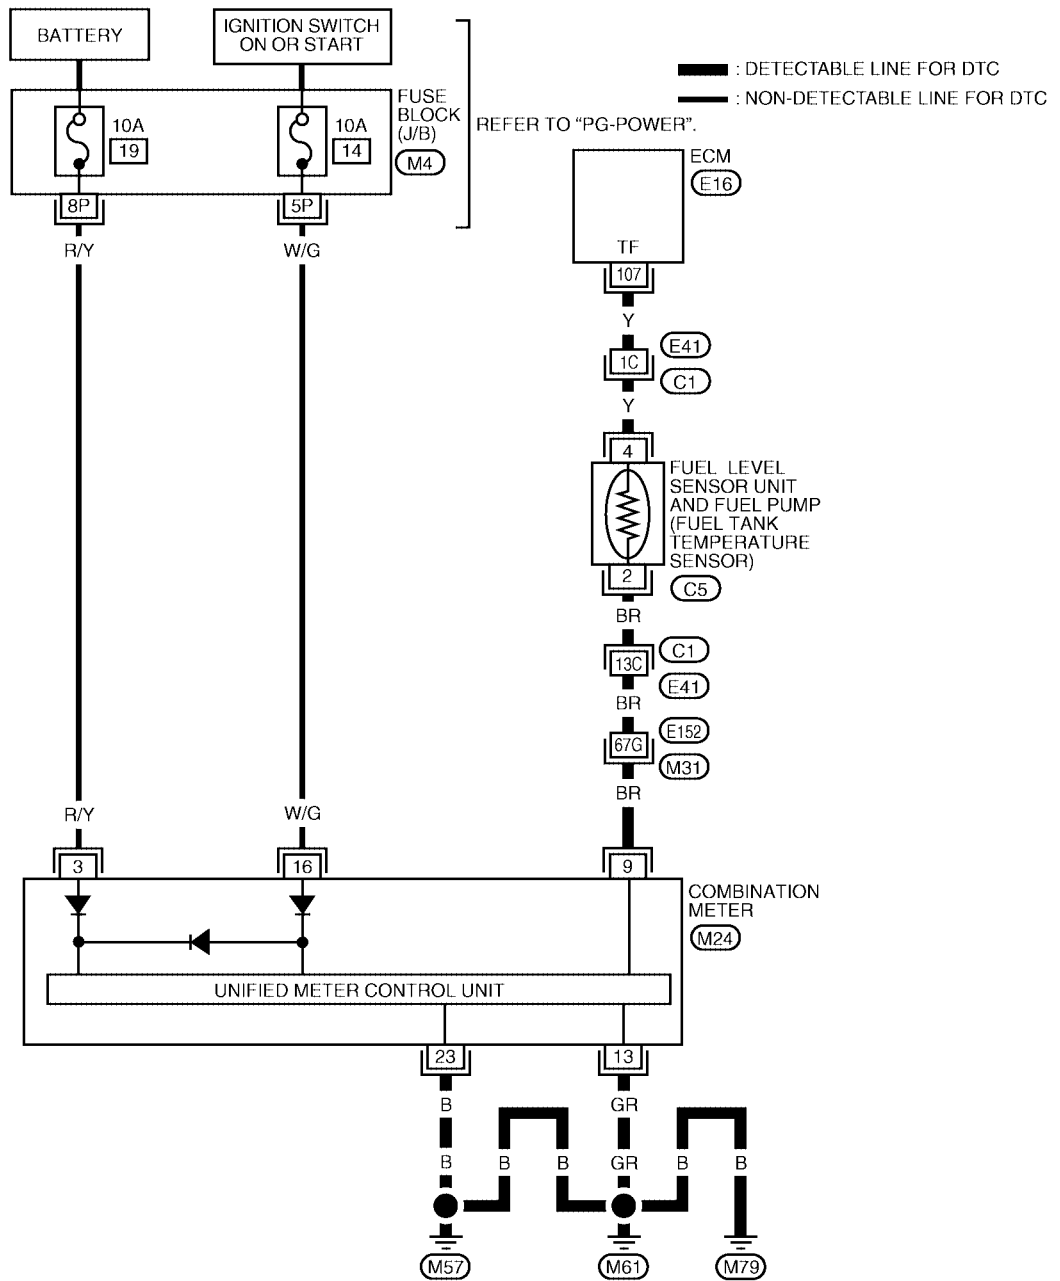 BATTERY
IGNITION SWITCH
ON OR START
: DETECTABLE LINE FOR DTC
: NON-DETECTABLE LINE FOR DTC
10A
19
10A
14
FUSE
BLOCK
(J/B)
M4
REFER TO “PG-POWER”.
8P
5P
R/Y
W/G
ECM
E16
TF
107
Y
1C
E41
C1
Y
4
FUEL LEVEL
SENSOR UNIT
AND FUEL PUMP
(FUEL TANK
TEMPERATURE
SENSOR)
2
C5
BR
13C
C1
E41
BR
67G
E152
M31
BR
R/Y
W/G
3
16
9
COMBINATION
METER
M24
UNIFIED METER CONTROL UNIT
23
13
B
GR
B
B
B
GR
B
B
M57
M61
M79